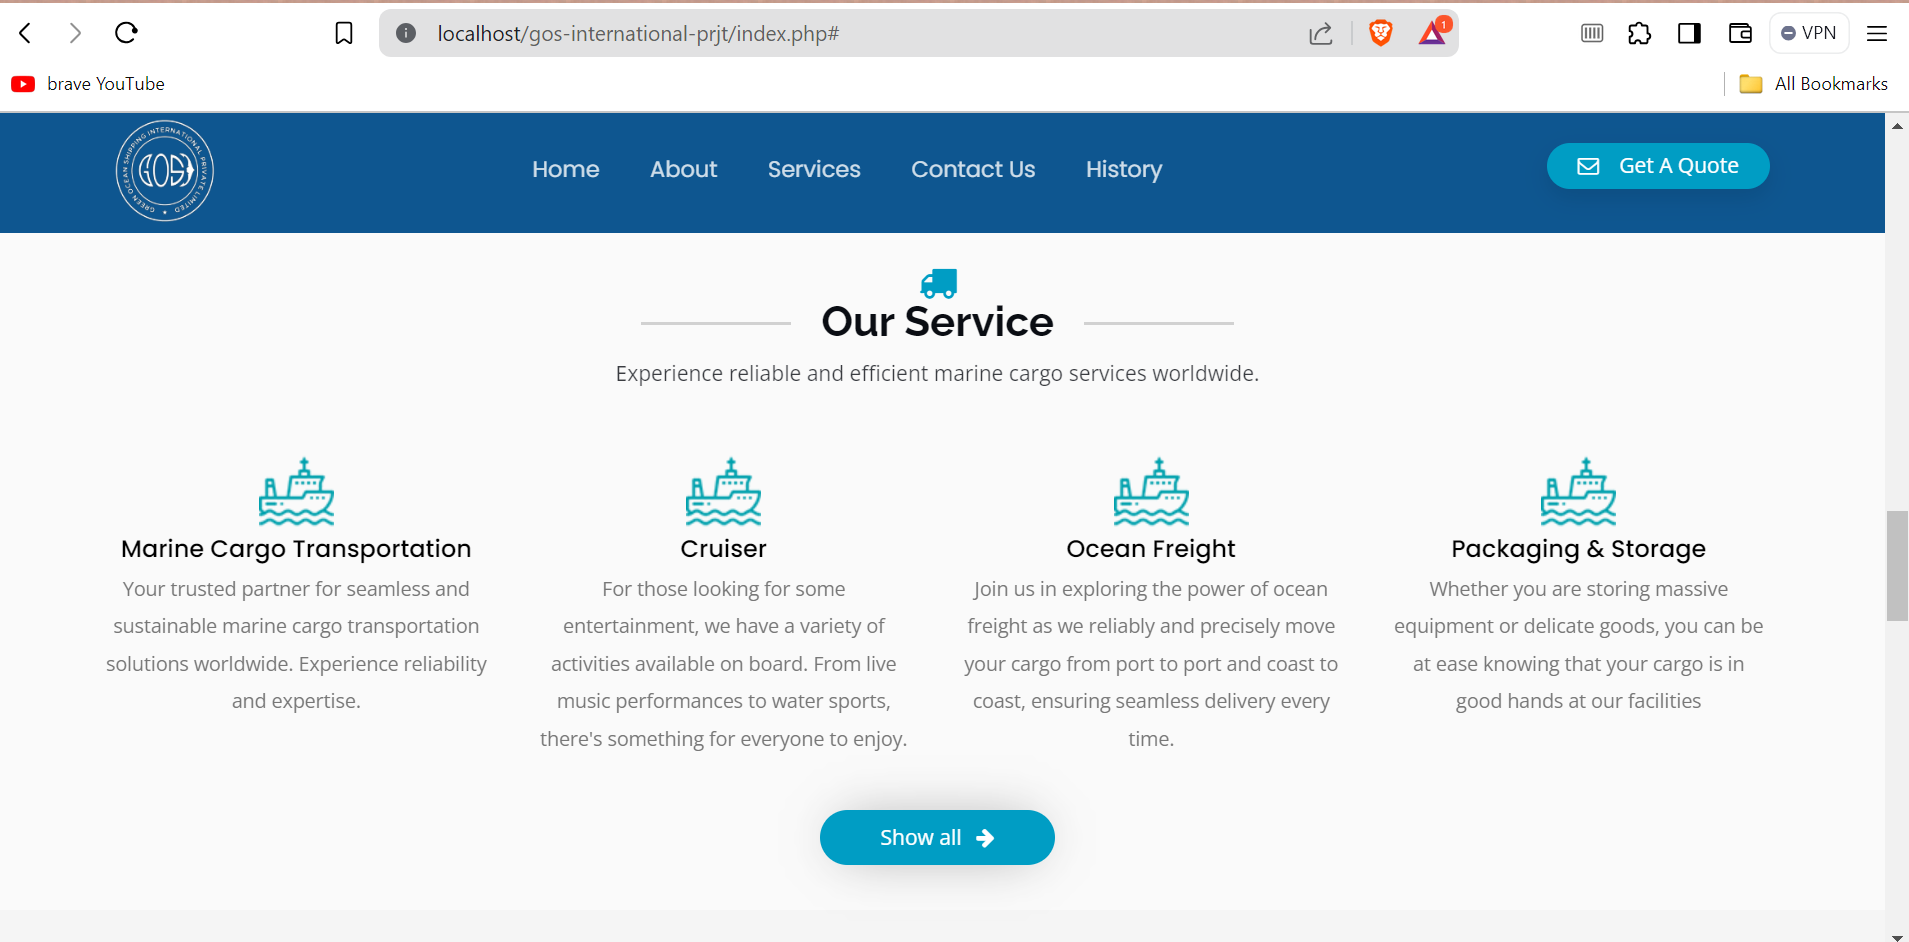 localhost/gos-international-prjt/index.php#
1
VPN
brave YouTube
All Bookmarks
GREEN OCEAN SHIPPING INTERNATIONAL PRIVATE LIMITED
GOSI
Home
About
Services
Contact Us
History
Get A Quote
Our Service
Experience reliable and efficient marine cargo services worldwide.
Marine Cargo Transportation
Your trusted partner for seamless and
sustainable marine cargo transportation
solutions worldwide. Experience reliability
and expertise.
Cruiser
For those looking for some
entertainment, we have a variety of
activities available on board. From live
music performances to water sports,
there's something for everyone to enjoy.
Ocean Freight
Join us in exploring the power of ocean
freight as we reliably and precisely move
your cargo from port to port and coast to
coast, ensuring seamless delivery every
time.
Packaging & Storage
Whether you are storing massive
equipment or delicate goods, you can be
at ease knowing that your cargo is in
good hands at our facilities
Show all